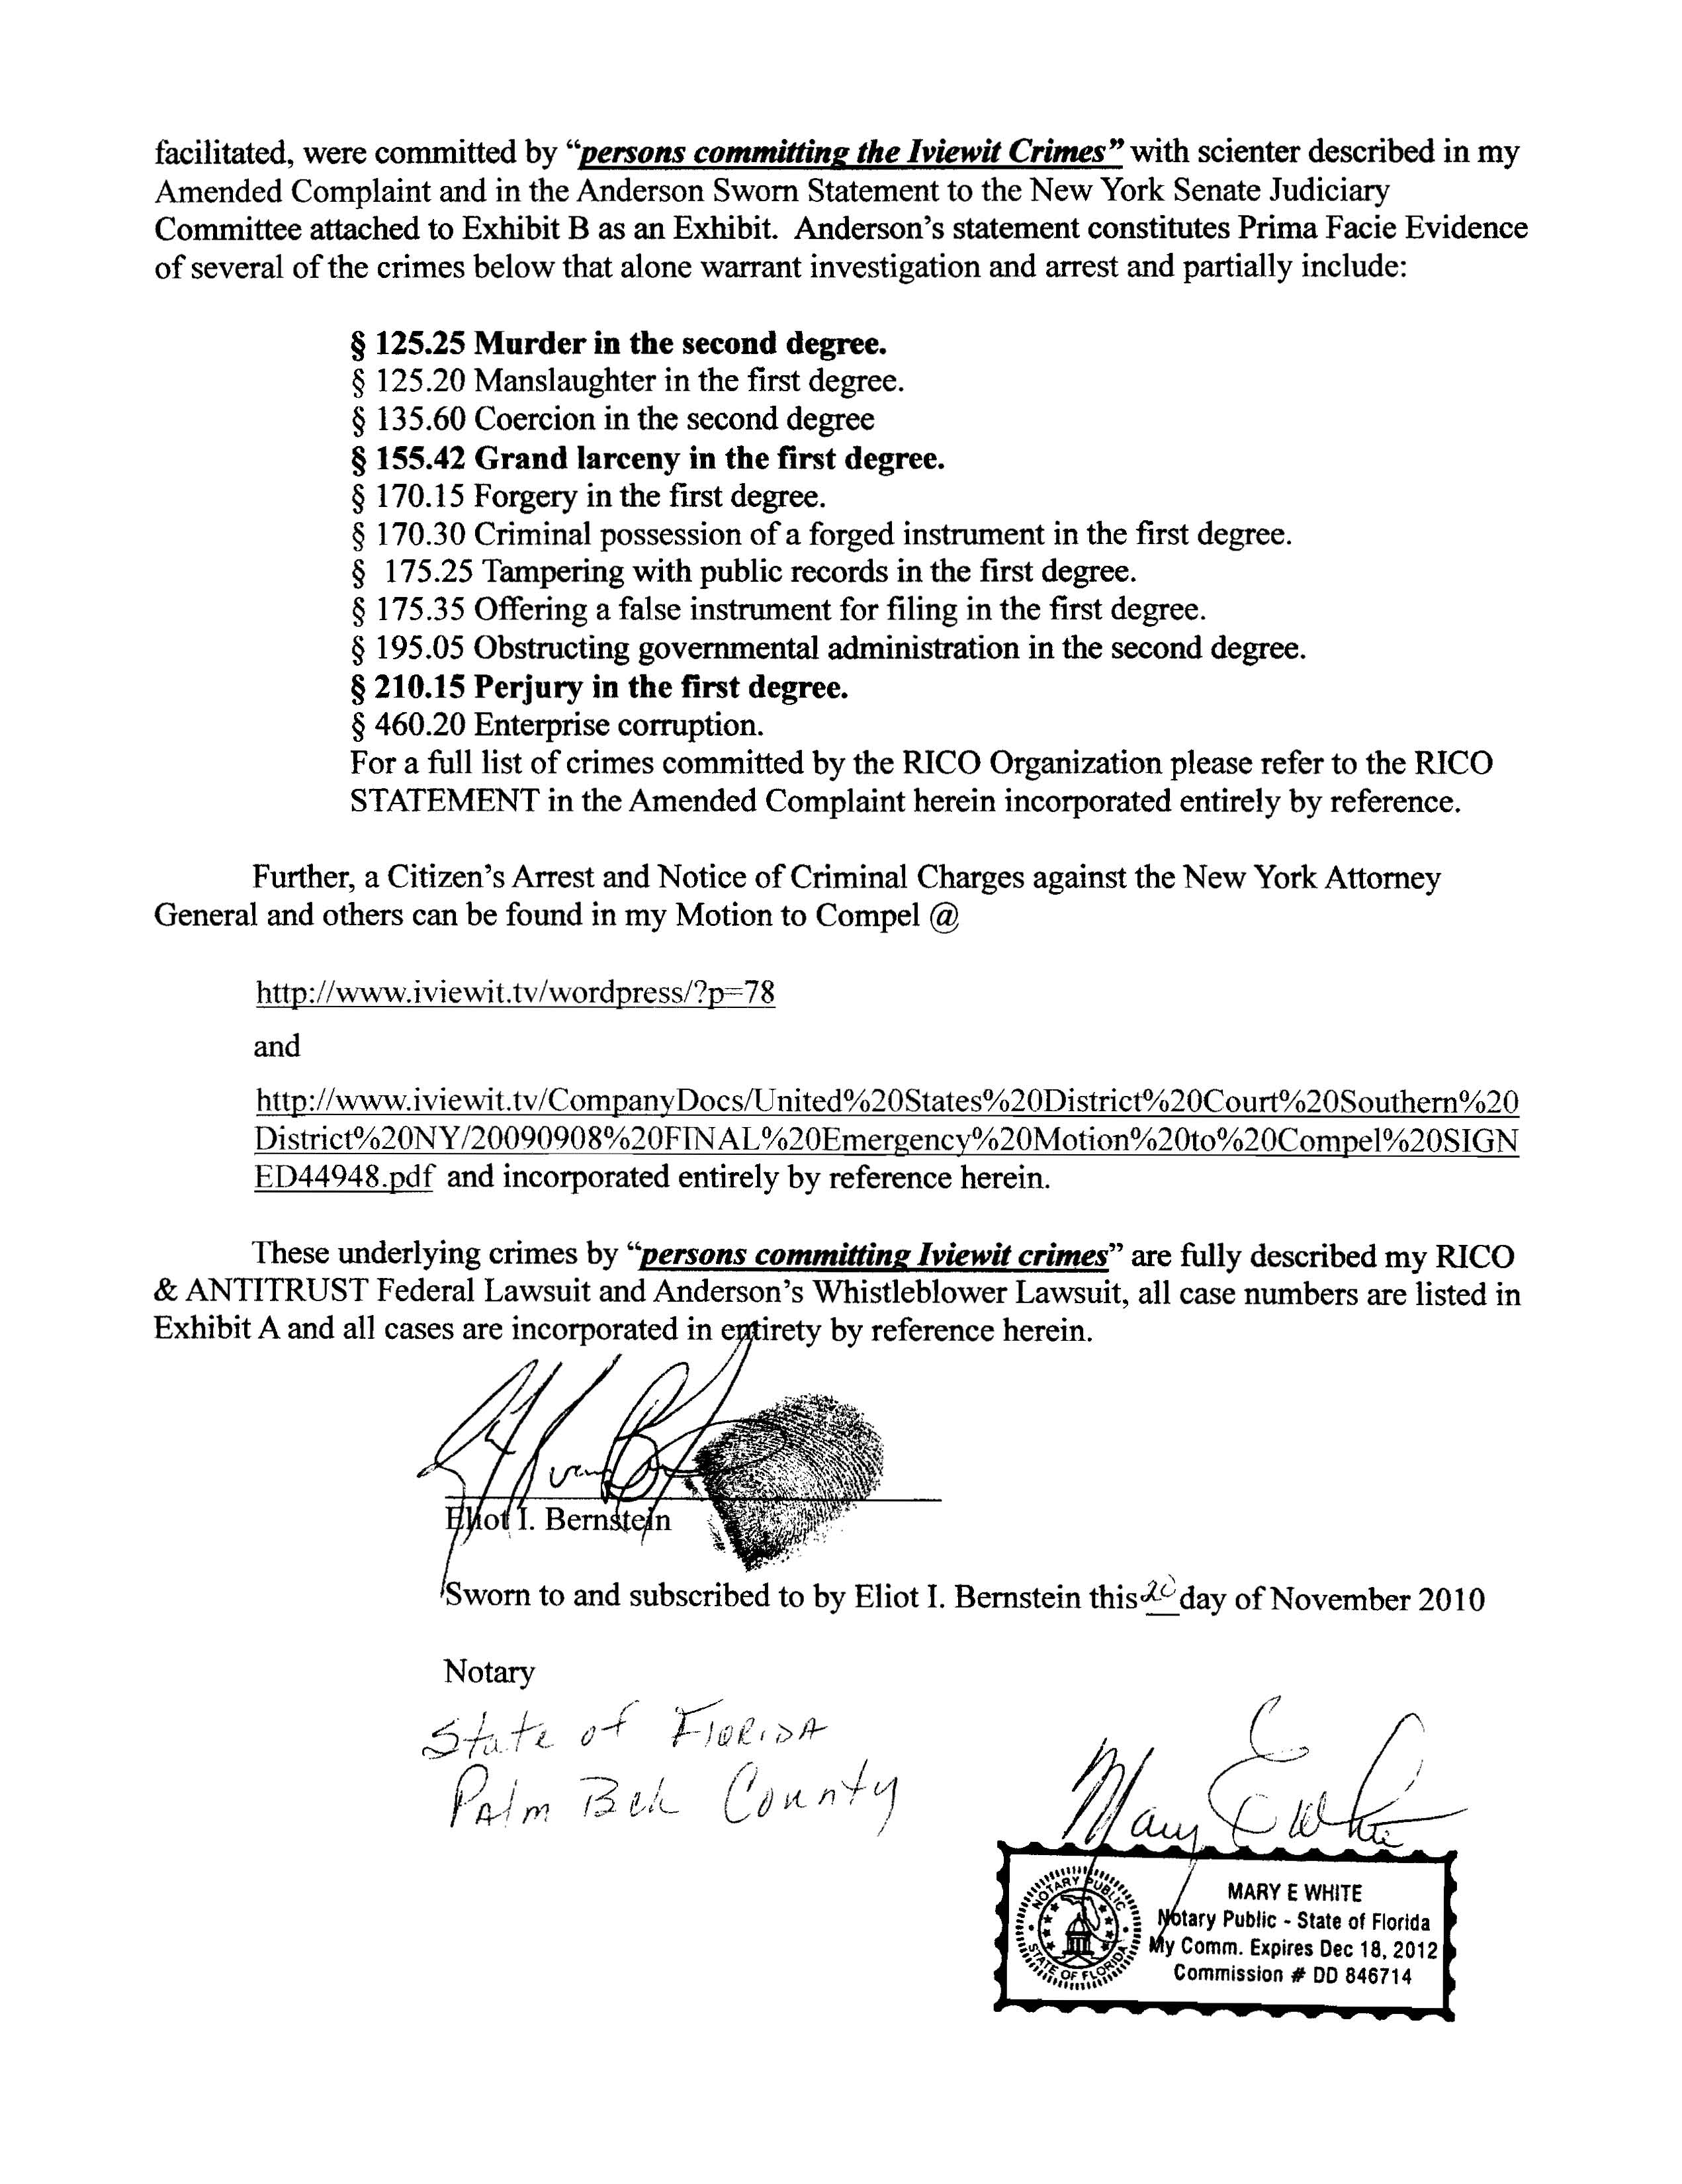 facilitated, were committed by “persons committing the Iviewit Crimes” with scienter described in my
Amended Complaint and in the Anderson Sworn Statement to the New York Senate Judiciary
Committee attached to Exhibit B as an Exhibit. Anderson’s statement constitutes Prima Facie Evidence
of several of the crimes below that alone warrant investigation and arrest and partially include:
§ 125.25 Murder in the second degree.
§ 125.20 Manslaughter in the first degree.
§ 135.60 Coercion in the second degree
§ 155.42 Grand larceny in the first degree.
§ 170.15 Forgery in the first degree.
§ 170.30 Criminal possession of a forged instrument in the first degree.
§ 175.25 Tampering with public records in the first degree.
§ 175.35 Offering a false instrument for filing in the first degree.
§ 195.05 Obstructing governmental administration in the second degree.
§ 210.15 Perjury in the first degree.
§ 460.20 Enterprise corruption.
For a full list of crimes committed by the RICO Organization please refer to the RICO
STATEMENT in the Amended Complaint herein incorporated entirely by reference.
Further, a Citizen’s Arrest and Notice of Criminal Charges against the New York Attorney
General and others can be found in my Motion to Compel @
http://www.iviewit.tv/wordpress/?p=78
and
http://www.iviewit.tv/CompanyDocs/United%20States%20District%20Court%20Southern%20
District%20NY/20090908%20FINAL%20Emergency%20Motion%20to%20Compel%20SIGN
ED44948.pdf and incorporated entirely by reference herein.
These underlying crimes by “persons committing Iviewit crimes” are fully described my RICO
& ANTITRUST Federal Lawsuit and Anderson’s Whistleblower Lawsuit, all case numbers are listed in
Exhibit A and all cases are incorporated in entirety by reference herein.
Eliot I. Bernstein
Sworn to and subscribed to by Eliot I. Bernstein this 20 day of November 2010
Notary
State of FloRiDA
PAlm Bch County
Mary E White
MARY E WHITE
Notary Public - State of Florida
My Comm. Expires Dec 18, 2012
Commission # DD 846714
NOTARY PUBLIC
STATE OF FLORIDA